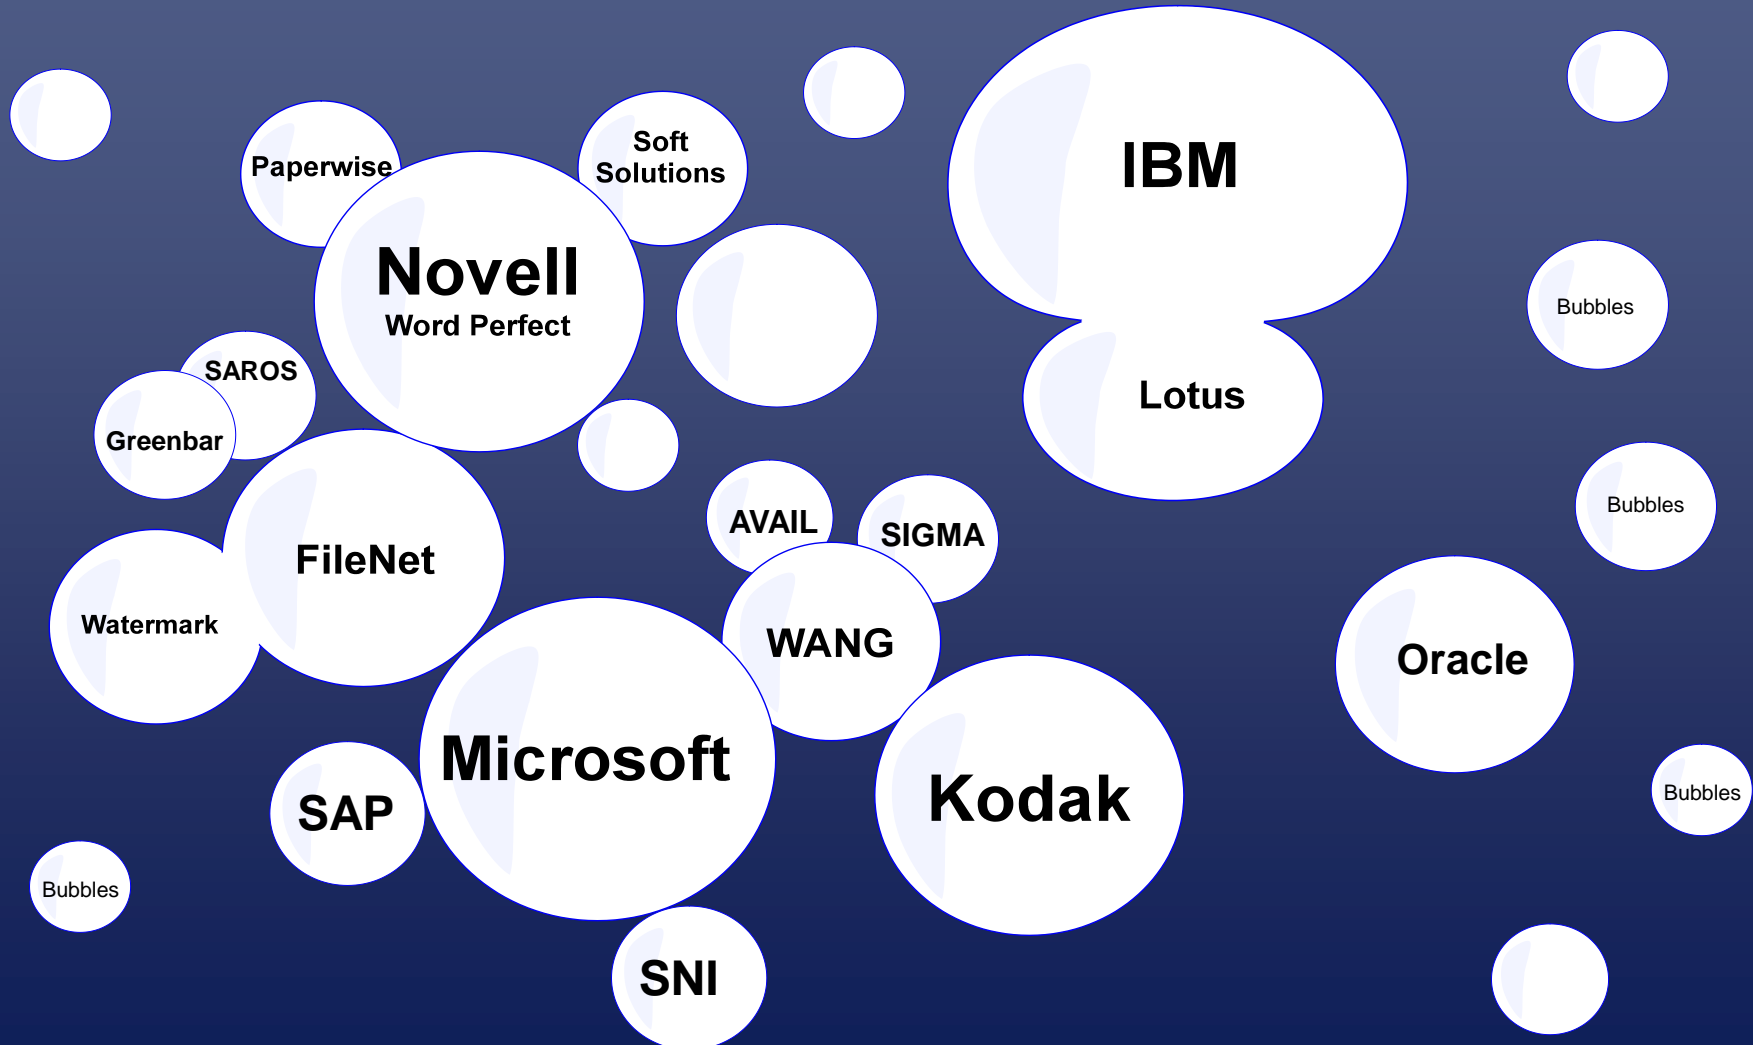 Soft
Solutions
Paperwise
IBM
Novell
Word Perfect
Bubbles
SAROS
Lotus
Greenbar
Bubbles
AVAIL
SIGMA
FileNet
Watermark
WANG
Oracle
Microsoft
Kodak
Bubbles
SAP
Bubbles
SNI